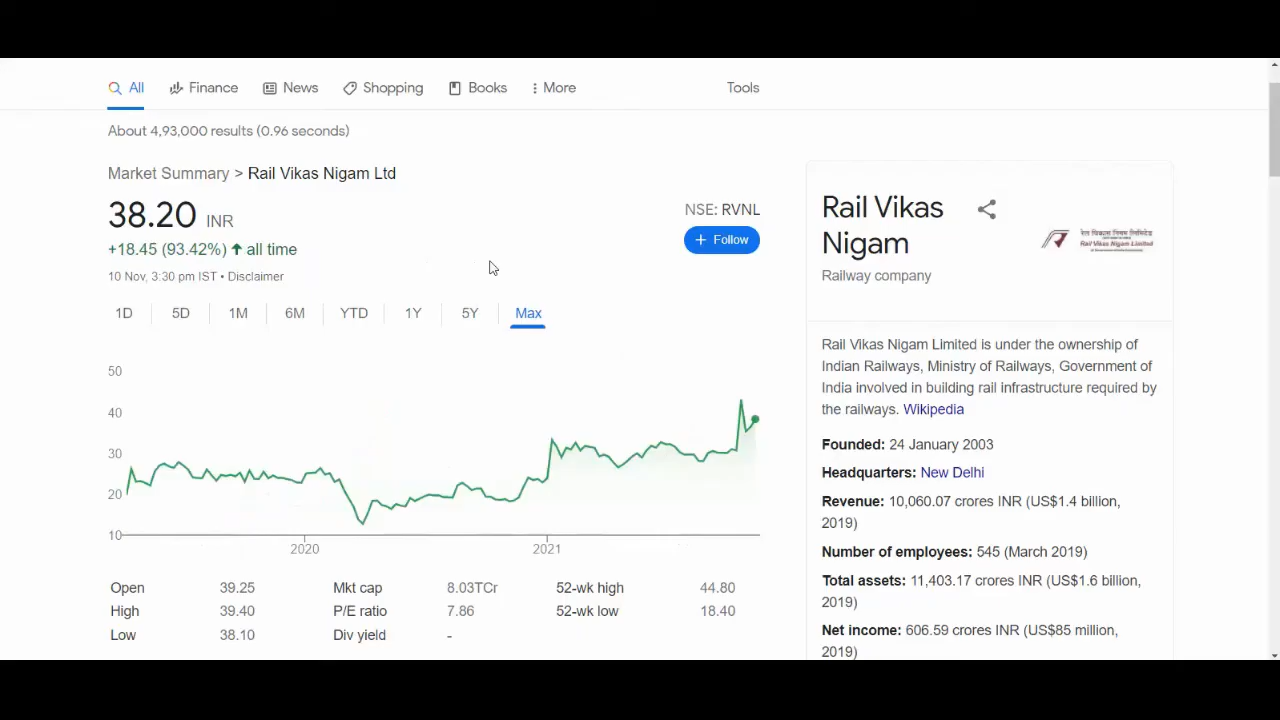 All Finance News Shopping Books More Tools
About 4,93,000 results (0.96 seconds)
Market Summary > Rail Vikas Nigam Ltd
38.20 INR
+18.45 (93.42%) all time
10 Nov, 3:30 pm IST • Disclaimer
NSE: RVNL
+ Follow
1D 5D 1M 6M YTD 1Y 5Y Max
50
40
30
20
10
2020 2021
Open 39.25 Mkt cap 8.03TCr 52-wk high 44.80
High 39.40 P/E ratio 7.86 52-wk low 18.40
Low 38.10 Div yield -
Rail Vikas
Nigam
Railway company
रेल विकास निगम लिमिटेड
Rail Vikas Nigam Limited
Rail Vikas Nigam Limited is under the ownership of
Indian Railways, Ministry of Railways, Government of
India involved in building rail infrastructure required by
the railways. Wikipedia
Founded: 24 January 2003
Headquarters: New Delhi
Revenue: 10,060.07 crores INR (US$1.4 billion,
2019)
Number of employees: 545 (March 2019)
Total assets: 11,403.17 crores INR (US$1.6 billion,
2019)
Net income: 606.59 crores INR (US$85 million,
2019)